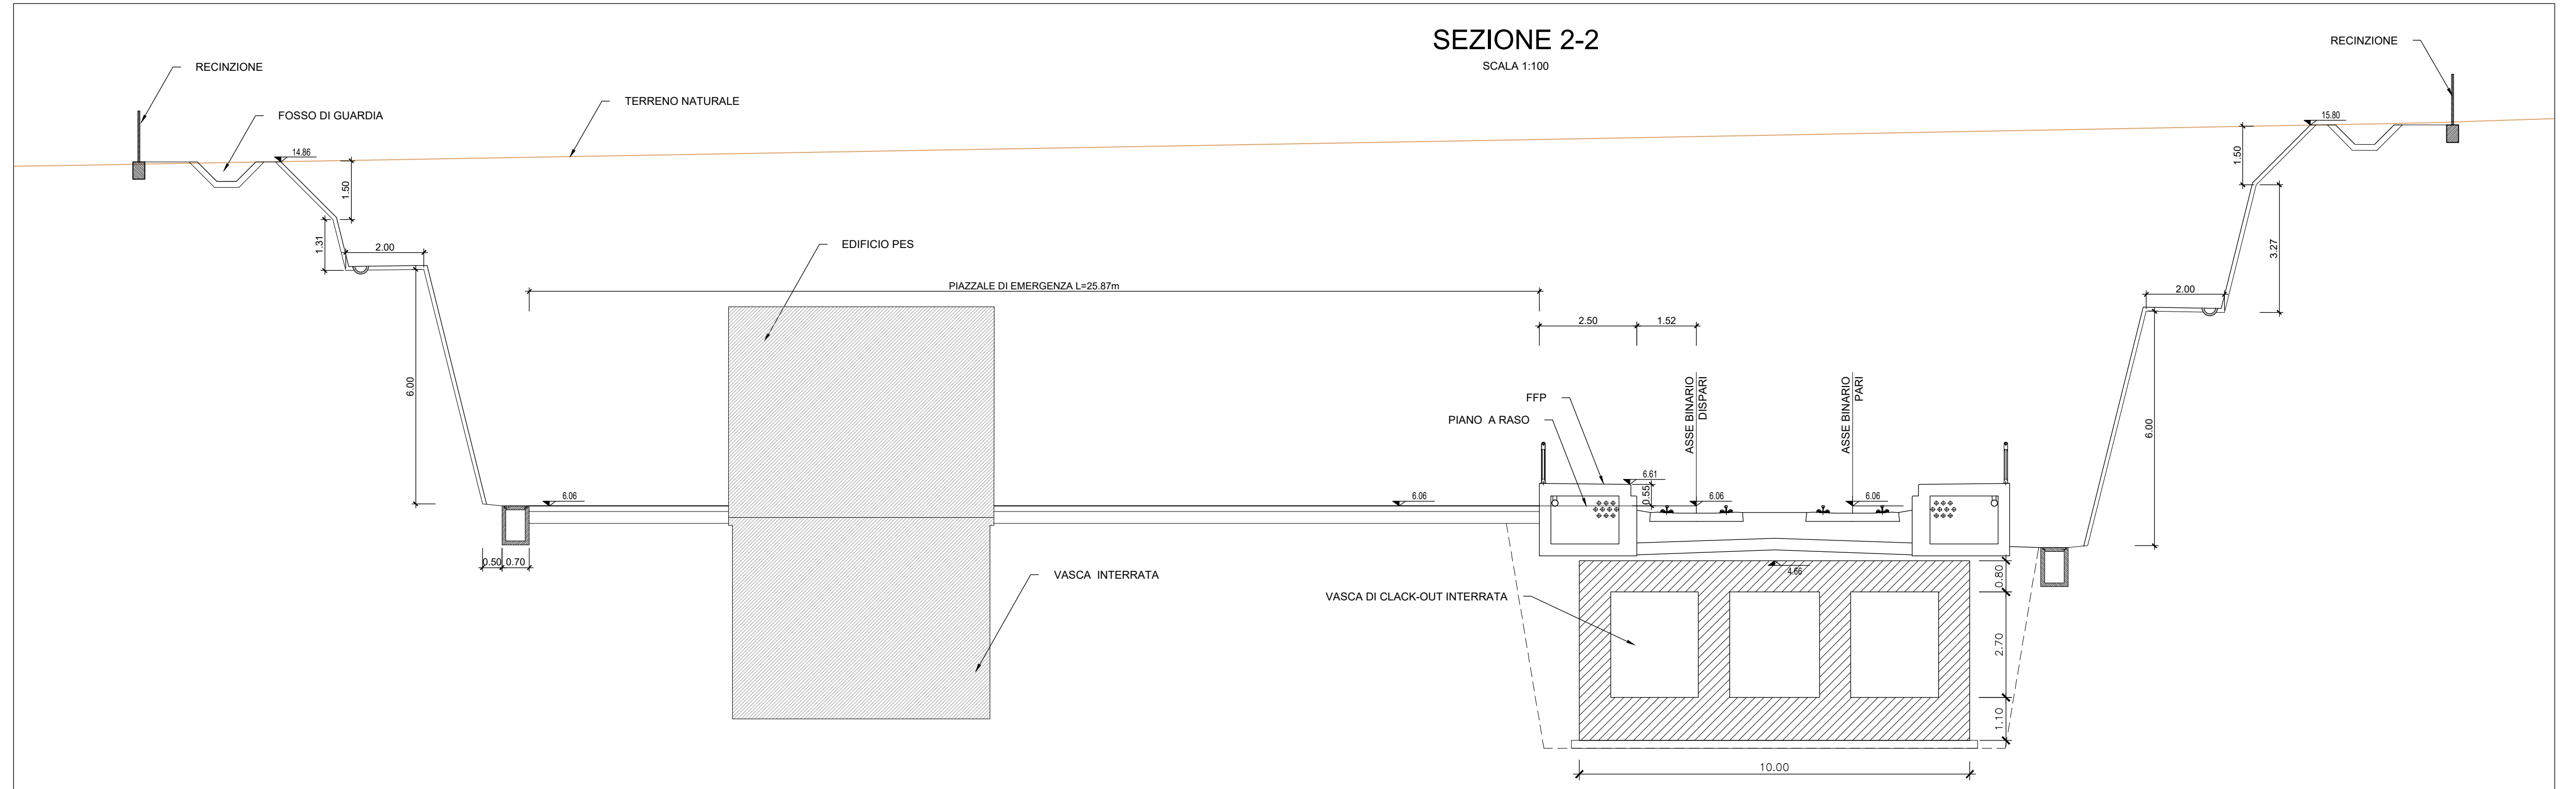 SEZIONE 2-2
SCALA 1:100
RECINZIONE
RECINZIONE
TERRENO NATURALE
FOSSO DI GUARDIA
14.86
15.80
1.50
1.50
1.31
2.00
3.27
2.00
EDIFICIO PES
PIAZZALE DI EMERGENZA L=25.87m
2.50
1.52
6.00
6.00
ASSE BINARIO
DISPARI
ASSE BINARIO
PARI
FFP
PIANO A RASO
6.61
0.55
6.06
6.06
6.06
6.06
0.50
0.70
VASCA INTERRATA
4.66
VASCA DI CLACK-OUT INTERRATA
0.80
2.70
1.10
10.00